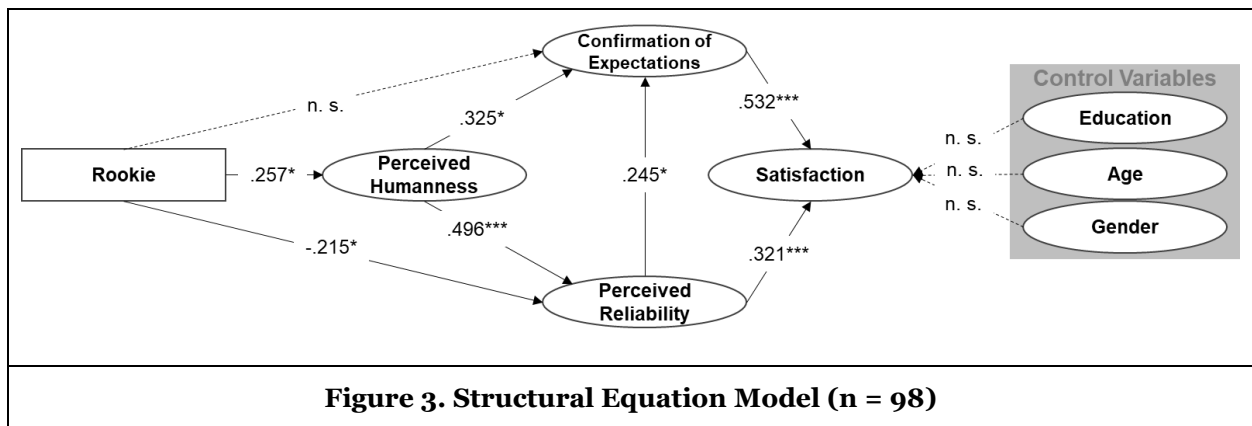 Confirmation of
Expectations
Control Variables
n. s.
.325*
.532***
Education
n. s.
Rookie
.257*
Perceived
Humanness
.245*
Satisfaction
n. s.
Age
n. s.
Gender
.496***
-.215*
.321***
Perceived
Reliability
Figure 3. Structural Equation Model (n = 98)